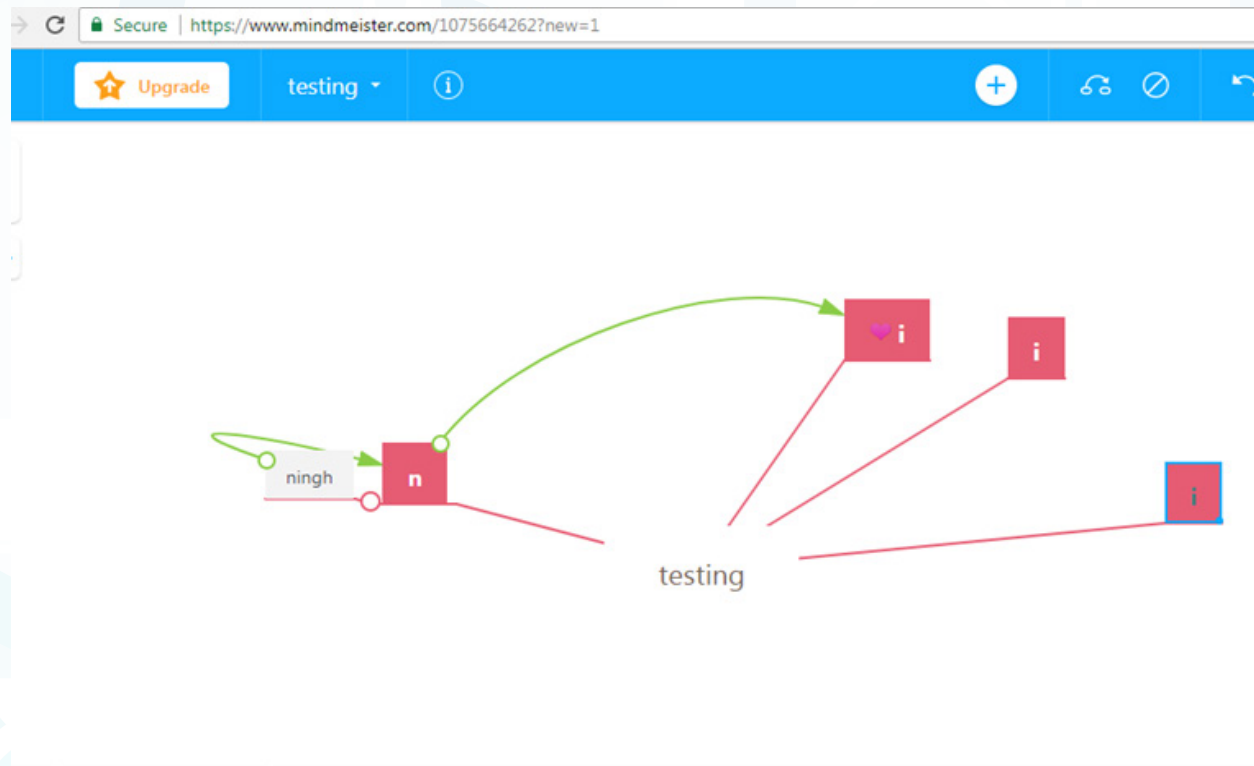 Secure | https://www.mindmeister.com/1075664262?new=1
Upgrade testing
i
i
ningh n
i
testing